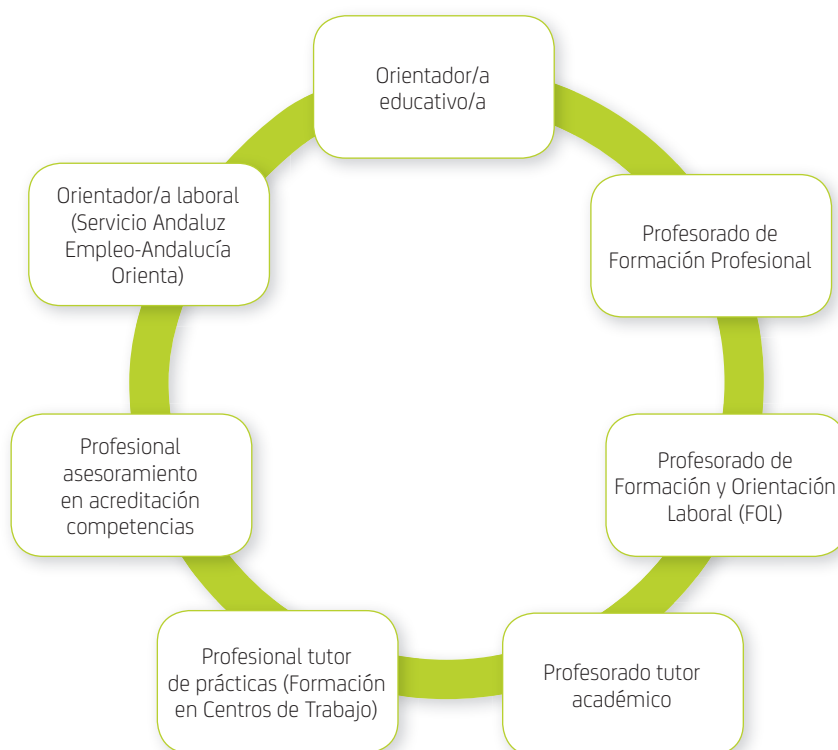 Orientador/a
educativo/a
Profesorado de
Formación Profesional
Profesorado de
Formación y Orientación
Laboral (FOL)
Profesorado tutor
académico
Profesional tutor
de prácticas (Formación
en Centros de Trabajo)
Profesional
asesoramiento
en acreditación
competencias
Orientador/a laboral
(Servicio Andaluz
Empleo-Andalucía
Orienta)